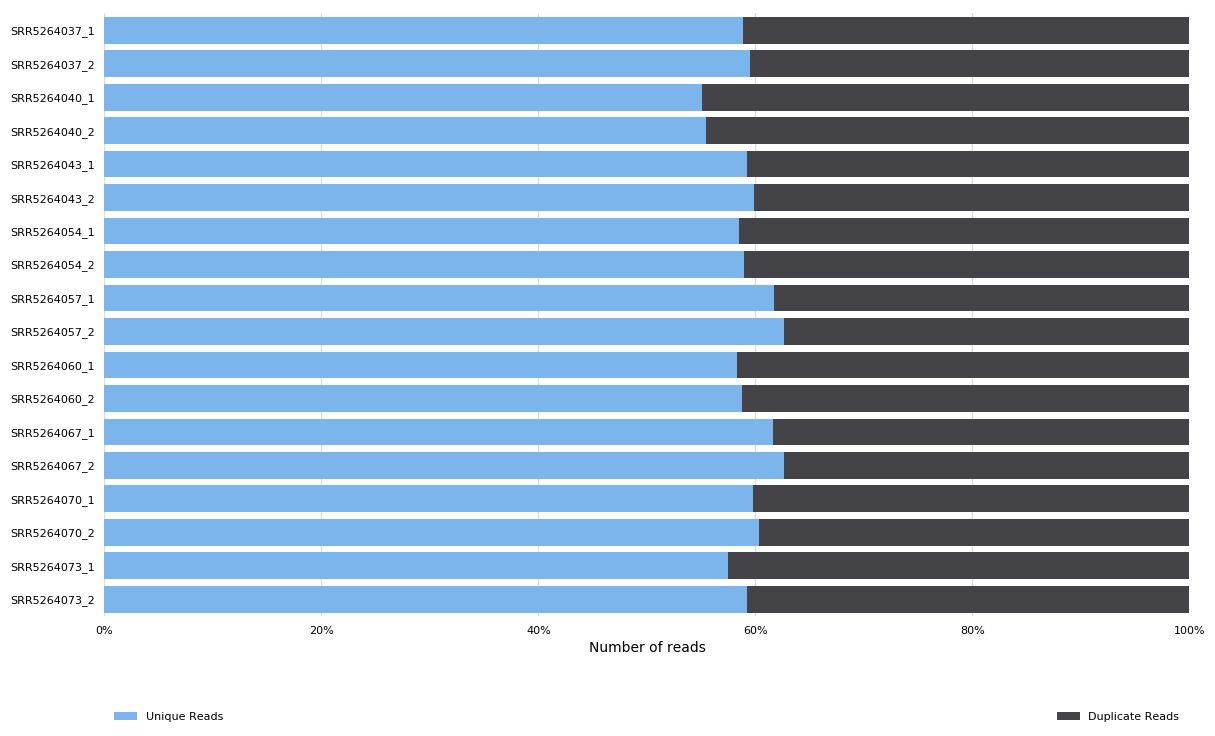 SRR5264037_1
SRR5264037_2
SRR5264040_1
SRR5264040_2
SRR5264043_1
SRR5264043_2
SRR5264054_1
SRR5264054_2
SRR5264057_1
SRR5264057_2
SRR5264060_1
SRR5264060_2
SRR5264067_1
SRR5264067_2
SRR5264070_1
SRR5264070_2
SRR5264073_1
SRR5264073_2
0% 20% 40% 60% 80% 100%
Number of reads
Unique Reads Duplicate Reads